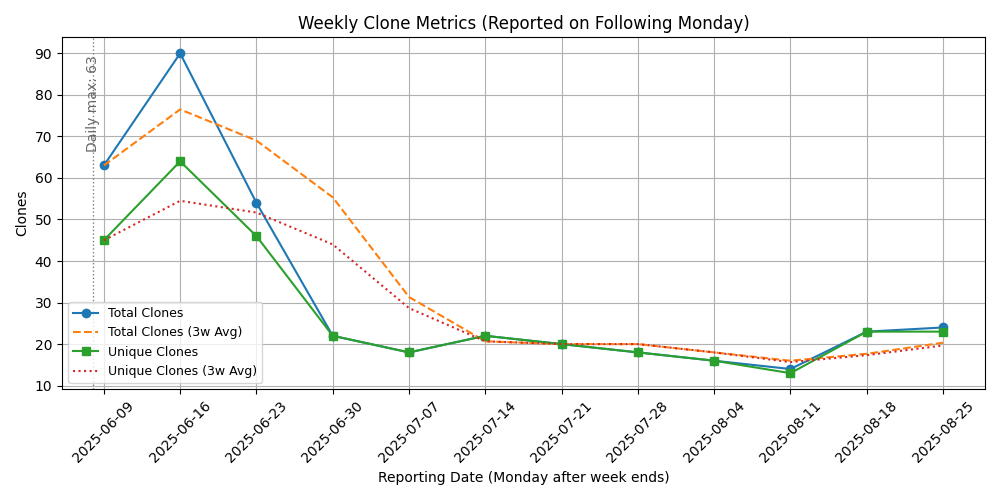 Weekly Clone Metrics (Reported on Following Monday)
Clones
90
80
70
60
50
40
30
20
10
Daily max: 63
Total Clones
Total Clones (3w Avg)
Unique Clones
Unique Clones (3w Avg)
2025-06-09
2025-06-16
2025-06-23
2025-06-30
2025-07-07
2025-07-14
2025-07-21
2025-07-28
2025-08-04
2025-08-11
2025-08-18
2025-08-25
Reporting Date (Monday after week ends)